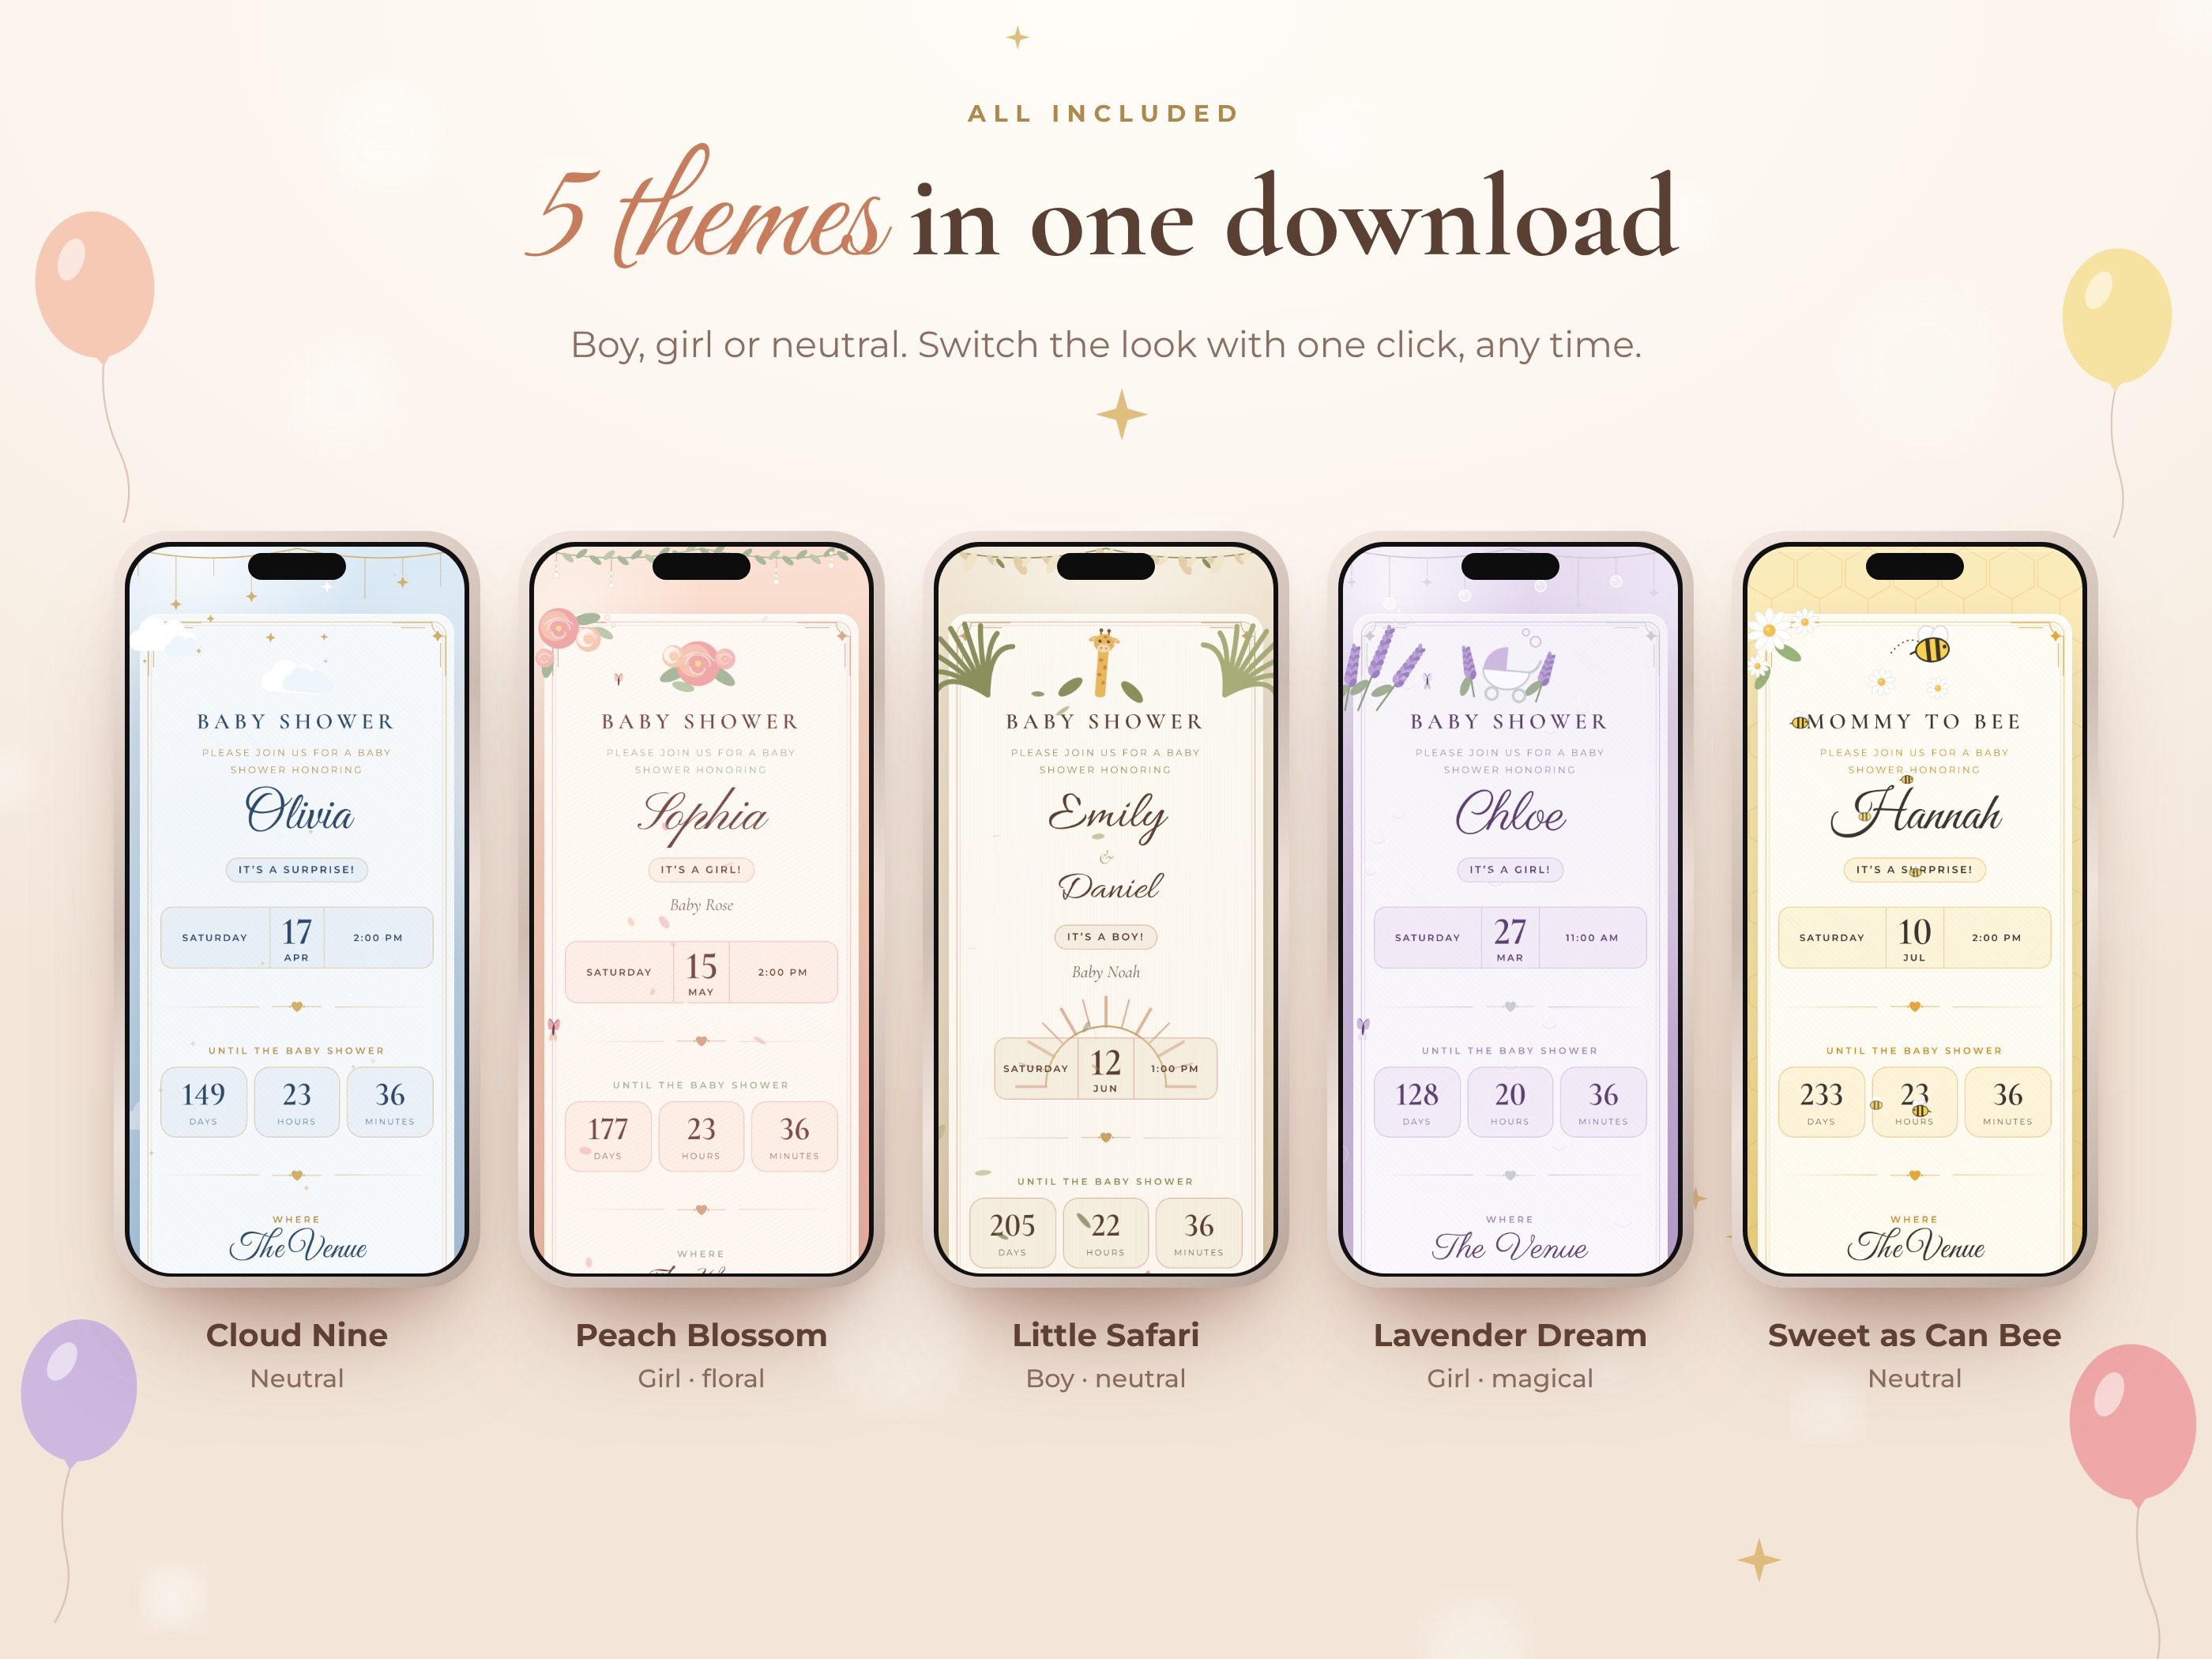 ALL INCLUDED
5 themes in one download
Boy, girl or neutral. Switch the look with one click, any time.
BABY SHOWER
PLEASE JOIN US FOR A BABY
SHOWER HONORING
Olivia
IT'S A SURPRISE!
SATURDAY
17
APR
2:00 PM
UNTIL THE BABY SHOWER
149
DAYS
23
HOURS
36
MINUTES
WHERE
The Venue
Cloud Nine
Neutral
BABY SHOWER
PLEASE JOIN US FOR A BABY
SHOWER HONORING
Sophia
IT'S A GIRL!
Baby Rose
SATURDAY
15
MAY
2:00 PM
UNTIL THE BABY SHOWER
177
DAYS
23
HOURS
36
MINUTES
WHERE
Peach Blossom
Girl · floral
BABY SHOWER
PLEASE JOIN US FOR A BABY
SHOWER HONORING
Emily
&
Daniel
IT'S A BOY!
Baby Noah
SATURDAY
12
JUN
1:00 PM
UNTIL THE BABY SHOWER
205
DAYS
22
HOURS
36
MINUTES
Little Safari
Boy · neutral
BABY SHOWER
PLEASE JOIN US FOR A BABY
SHOWER HONORING
Chloe
IT'S A GIRL!
SATURDAY
27
MAR
11:00 AM
UNTIL THE BABY SHOWER
128
DAYS
20
HOURS
36
MINUTES
WHERE
The Venue
Lavender Dream
Girl · magical
MOMMY TO BEE
PLEASE JOIN US FOR A BABY
SHOWER HONORING
Hannah
IT'S A SURPRISE!
SATURDAY
10
JUL
2:00 PM
UNTIL THE BABY SHOWER
233
DAYS
23
HOURS
36
MINUTES
WHERE
The Venue
Sweet as Can Bee
Neutral